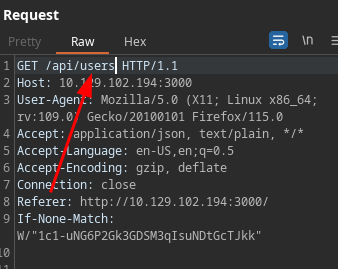 Request
Pretty Raw Hex \n
1 GET /api/users HTTP/1.1
2 Host: 10.129.102.194:3000
3 User-Agent: Mozilla/5.0 (X11; Linux x86_64;
rv:109.0) Gecko/20100101 Firefox/115.0
4 Accept: application/json, text/plain, */*
5 Accept-Language: en-US,en;q=0.5
6 Accept-Encoding: gzip, deflate
7 Connection: close
8 Referer: http://10.129.102.194:3000/
9 If-None-Match:
W/"1c1-uNG6P2Gk3GDSM3qIsuNDtGcTJkk"
10
11